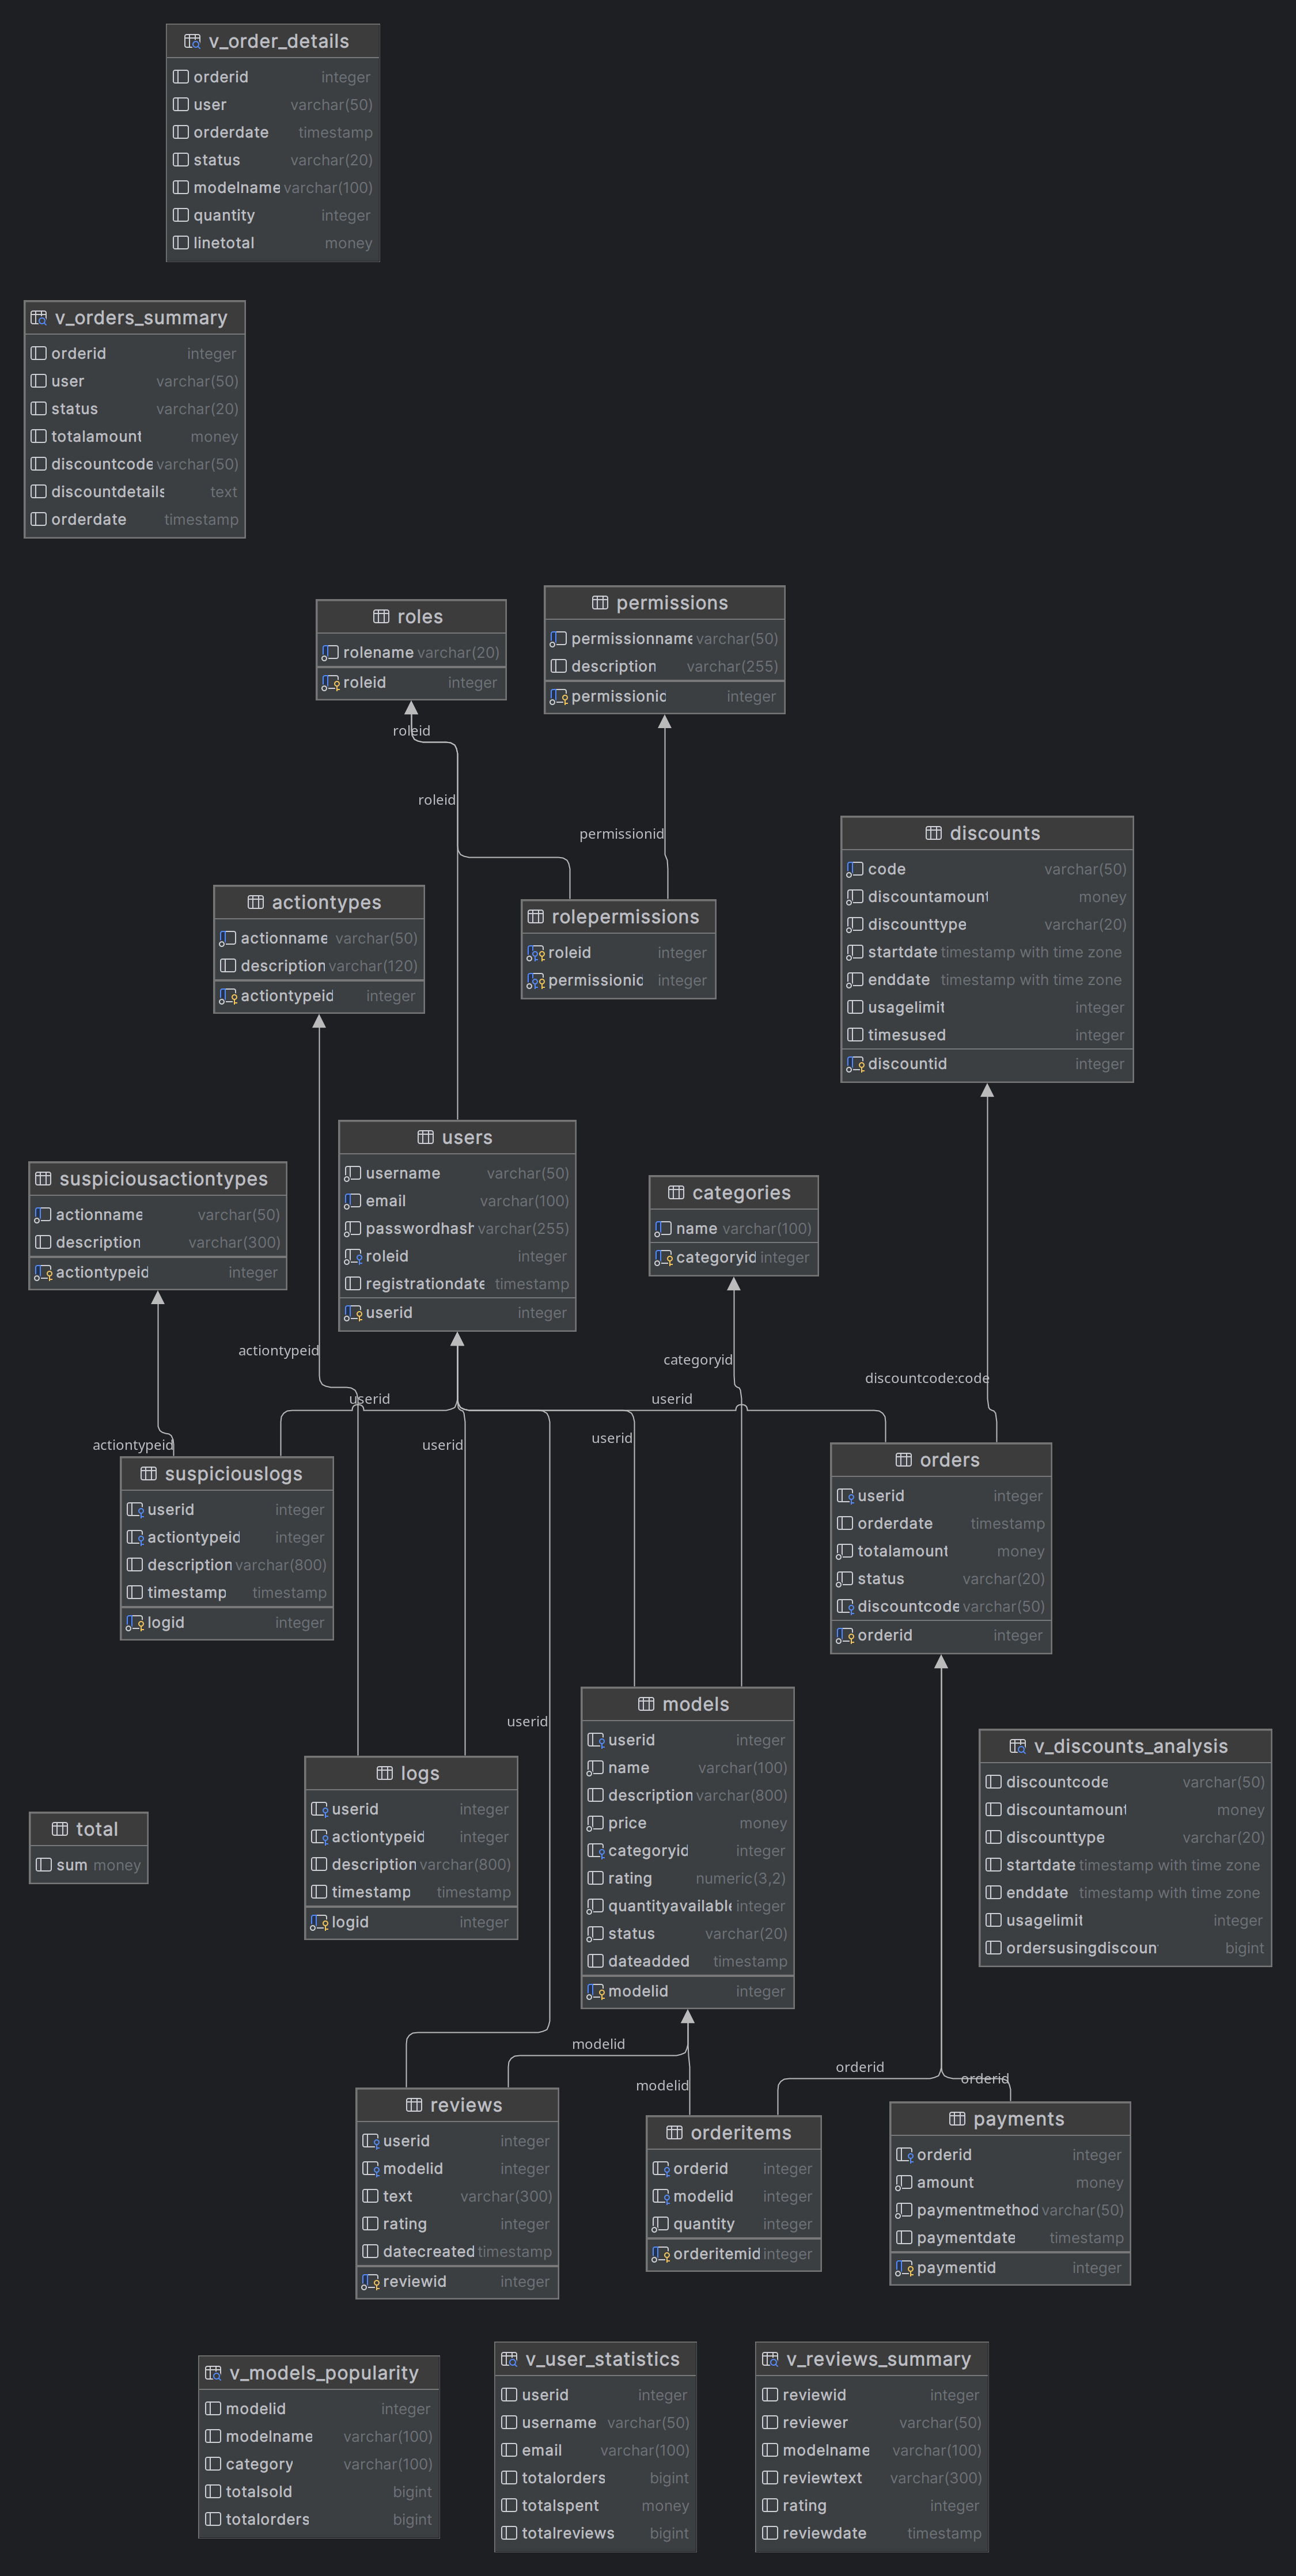 v_order_details
orderid integer
user varchar(50)
orderdate timestamp
status varchar(20)
modelname varchar(100)
quantity integer
linetotal money
v_orders_summary
orderid integer
user varchar(50)
status varchar(20)
totalamount money
discountcode varchar(50)
discountdetails text
orderdate timestamp
roles
rolename varchar(20)
roleid integer
permissions
permissionname varchar(50)
description varchar(255)
permissionid integer
roleid
roleid
permissionid
discounts
code varchar(50)
discountamount money
discounttype varchar(20)
startdate timestamp with time zone
enddate timestamp with time zone
usagelimit integer
timesused integer
discountid integer
actiontypes
actionname varchar(50)
description varchar(120)
actiontypeid integer
rolepermissions
roleid integer
permissionid integer
users
username varchar(50)
email varchar(100)
passwordhash varchar(255)
roleid integer
registrationdate timestamp
userid integer
suspiciousactiontypes
actionname varchar(50)
description varchar(300)
actiontypeid integer
categories
name varchar(100)
categoryid integer
actiontypeid
categoryid
discountcode:code
userid
userid
actiontypeid
userid
userid
suspiciouslogs
userid integer
actiontypeid integer
description varchar(800)
timestamp timestamp
logid integer
orders
userid integer
orderdate timestamp
totalamount money
status varchar(20)
discountcode varchar(50)
orderid integer
userid
models
userid integer
name varchar(100)
description varchar(800)
price money
categoryid integer
rating numeric(3,2)
quantityavailable integer
status varchar(20)
dateadded timestamp
modelid integer
v_discounts_analysis
discountcode varchar(50)
discountamount money
discounttype varchar(20)
startdate timestamp with time zone
enddate timestamp with time zone
usagelimit integer
ordersusingdiscoun bigint
logs
userid integer
actiontypeid integer
description varchar(800)
timestamp timestamp
logid integer
total
sum money
modelid
modelid
orderid
orderid
reviews
userid integer
modelid integer
text varchar(300)
rating integer
datecreated timestamp
reviewid integer
orderitems
orderid integer
modelid integer
quantity integer
orderitemid integer
payments
orderid integer
amount money
paymentmethod varchar(50)
paymentdate timestamp
paymentid integer
v_models_popularity
modelid integer
modelname varchar(100)
category varchar(100)
totalsold bigint
totalorders bigint
v_user_statistics
userid integer
username varchar(50)
email varchar(100)
totalorders bigint
totalspent money
totalreviews bigint
v_reviews_summary
reviewid integer
reviewer varchar(50)
modelname varchar(100)
reviewtext varchar(300)
rating integer
reviewdate timestamp